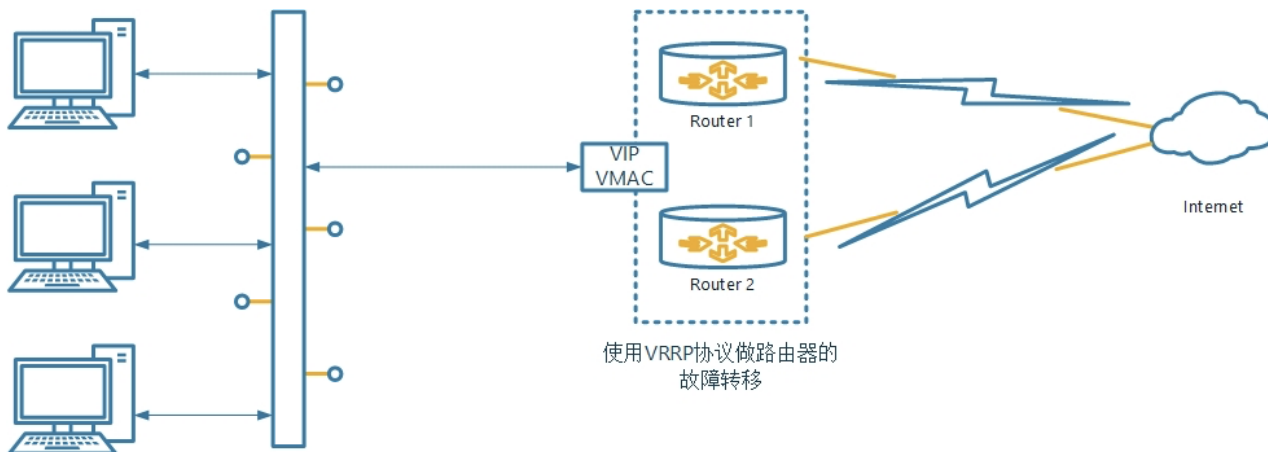 Router 1
VIP
VMAC
Internet
Router 2
使用VRRP协议做路由器的
故障转移